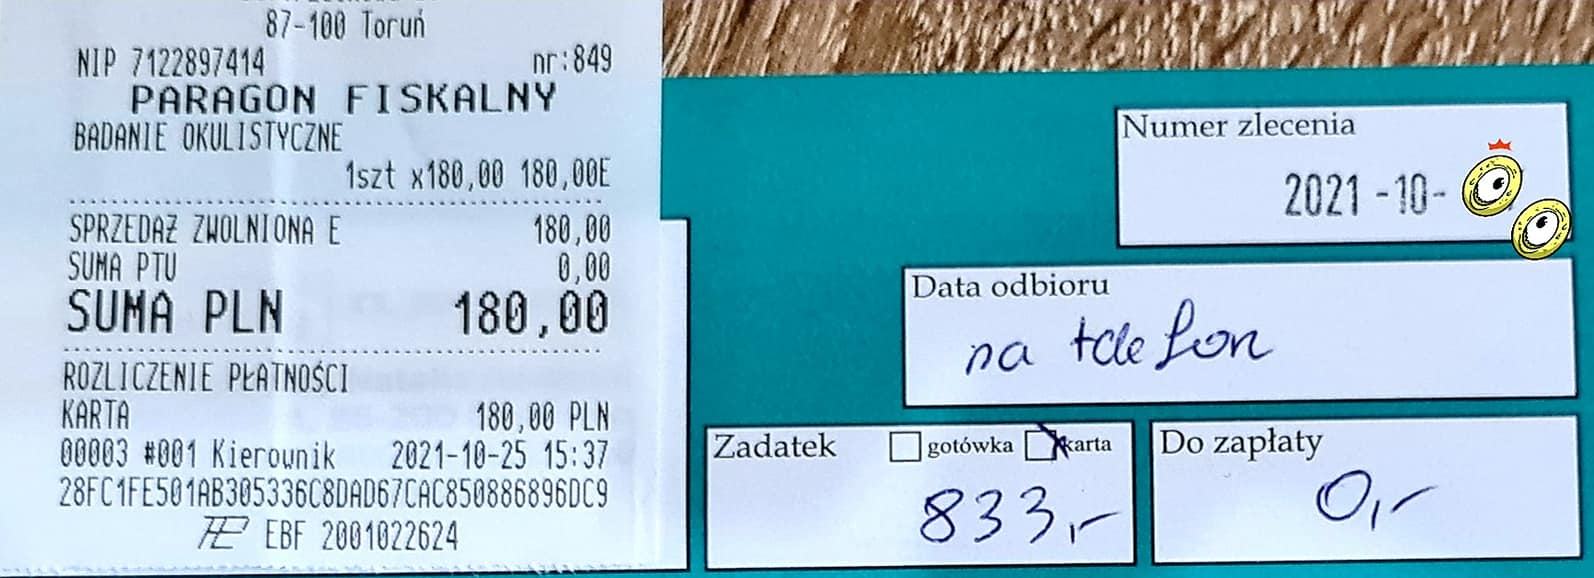 87-100 Toruń
NIP 7122897414 nr:849
PARAGON FISKALNY
BADANIE OKULISTYCZNE
1szt x180,00 180,00E
SPRZEDAŻ ZWOLNIONA E 180,00
SUMA PTU 0,00
SUMA PLN 180,00
ROZLICZENIE PŁATNOŚCI
KARTA 180,00 PLN
00003 #001 Kierownik 2021-10-25 15:37
28FC1FE501AB305336C8DAD67CAC850886896DC9
EBF 2001022624
Numer zlecenia
2021 -10-
Data odbioru
na telefon
Zadatek gotówka karta
833,-
Do zapłaty
0,-